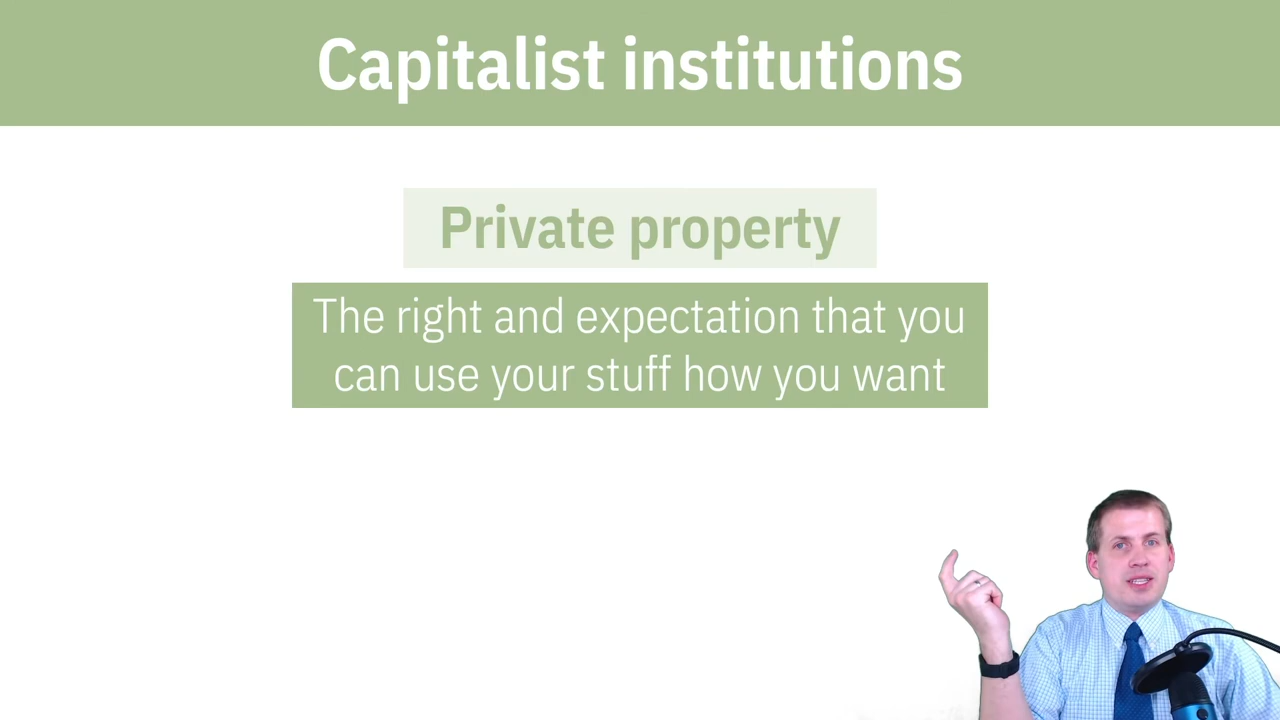 Capitalist institutions
Private property
The right and expectation that you
can use your stuff how you want